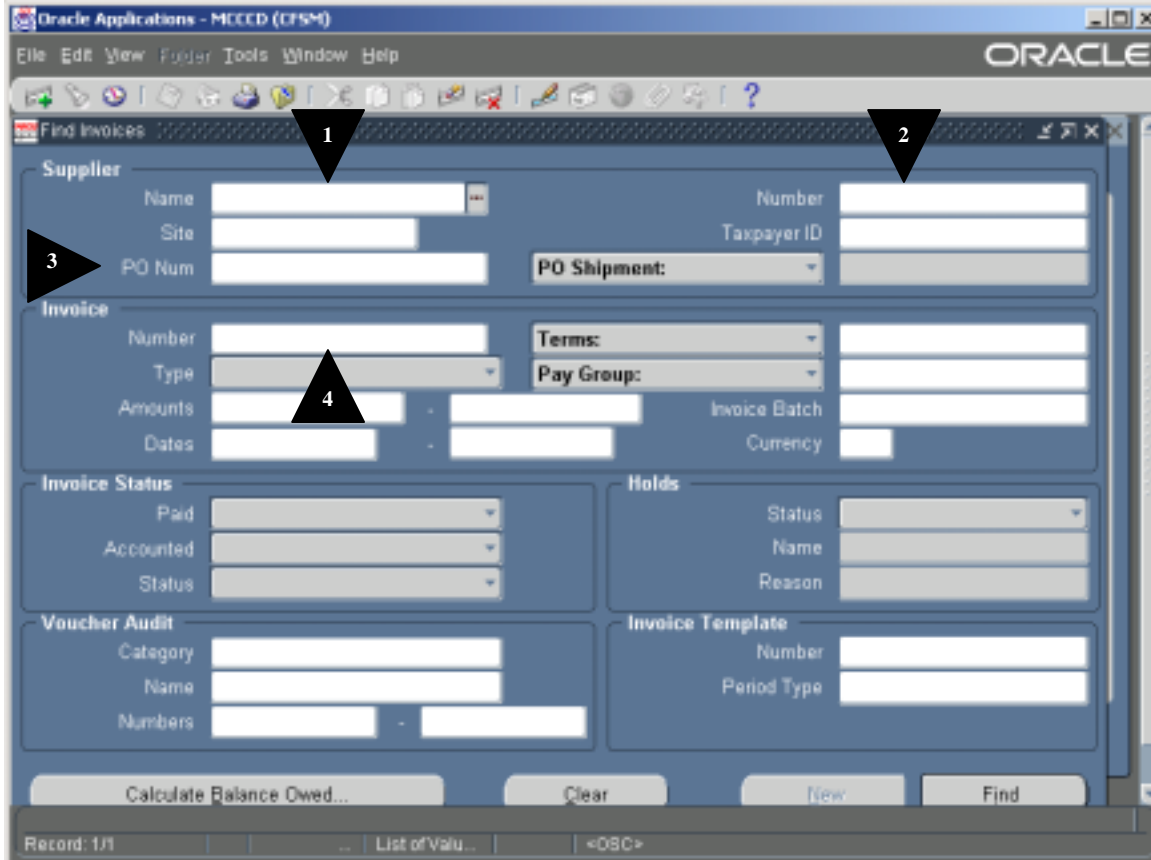 Oracle Applications - MCCCD (CFSM)
File Edit View Folder Tools Window Help
ORACLE
?
Find Invoices
1
2
Supplier
Name
...
Number
Site
Taxpayer ID
3
PO Num
PO Shipment:
Invoice
Number
Terms:
Type
Pay Group:
4
Amounts
-
Invoice Batch
Dates
-
Currency
Invoice Status
Holds
Paid
Status
Accounted
Name
Status
Reason
Voucher Audit
Invoice Template
Category
Number
Name
Period Type
Numbers
-
Calculate Balance Owed...
Clear
New
Find
Record: 1/1
...
List of Valu...
<OSC>